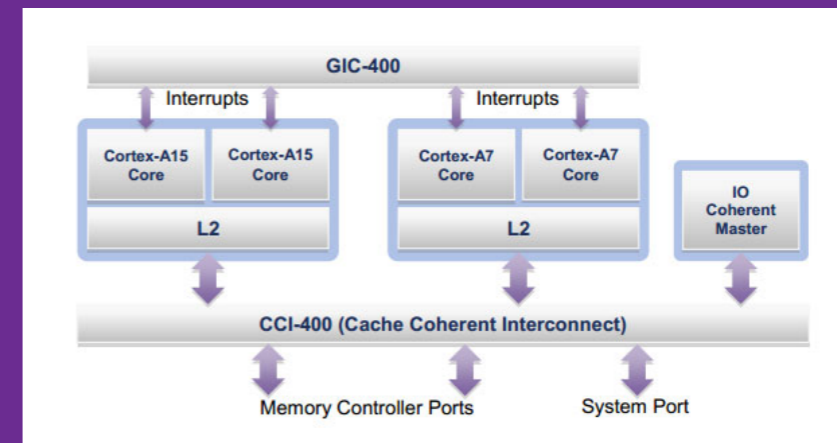 GIC-400
Interrupts
Interrupts
Cortex-A15
Core
Cortex-A15
Core
Cortex-A7
Core
Cortex-A7
Core
IO
Coherent
Master
L2
L2
CCI-400 (Cache Coherent Interconnect)
Memory Controller Ports
System Port